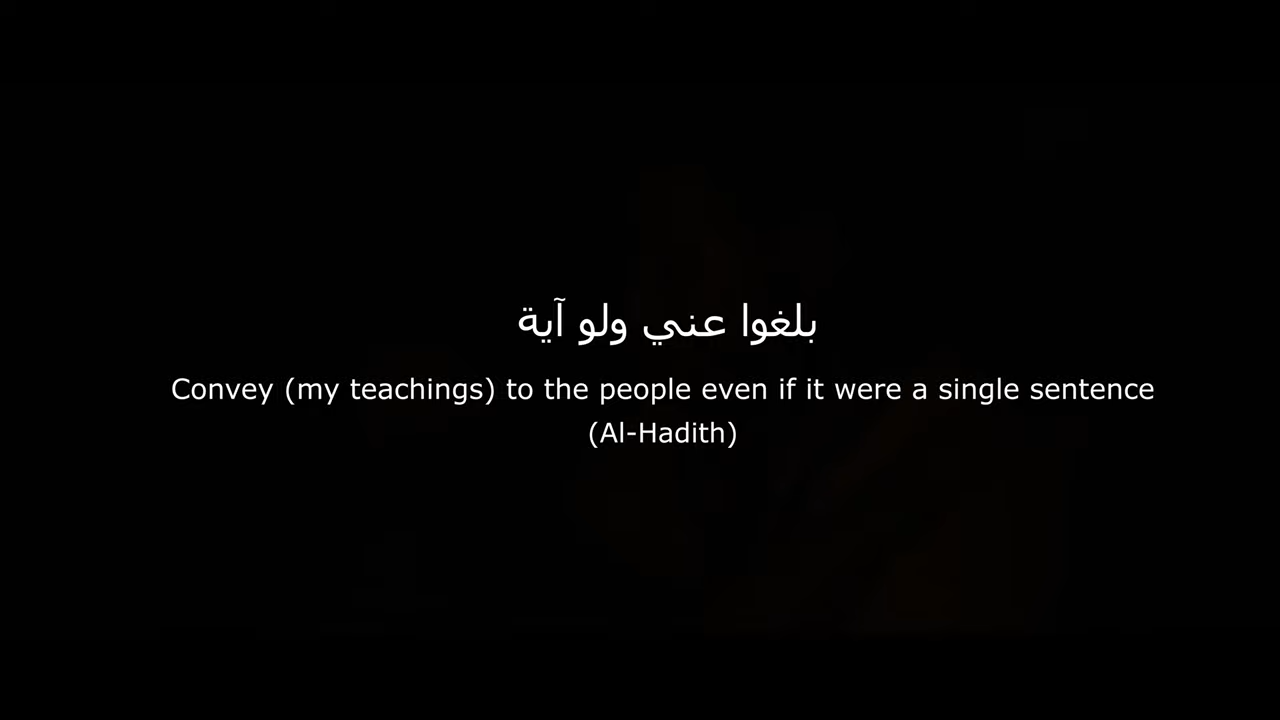 بلغوا عني ولو آية
Convey (my teachings) to the people even if it were a single sentence
(Al-Hadith)